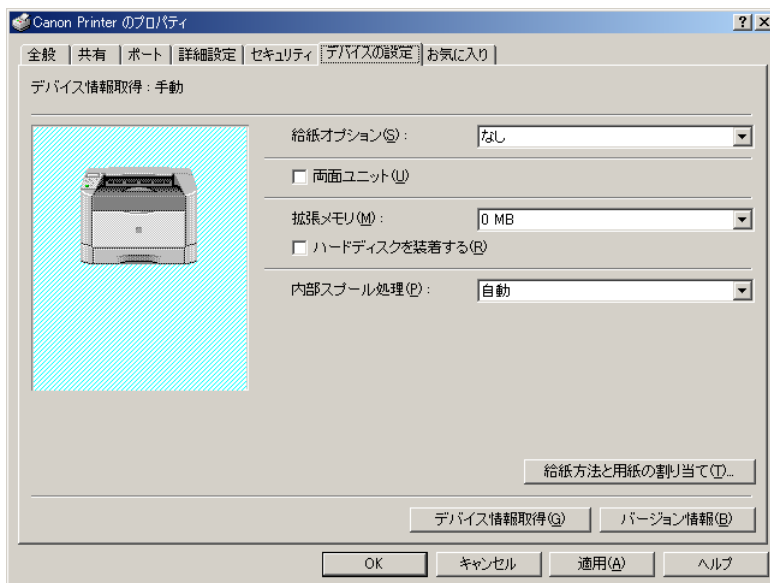 Canon Printer のプロパティ
全般 共有 ポート 詳細設定 セキュリティ デバイスの設定 お気に入り
デバイス情報取得：手動
給紙オプション(S)： なし
両面ユニット(U)
拡張メモリ(M)： 0 MB
ハードディスクを装着する(R)
内部スプール処理(P)： 自動
給紙方法と用紙の割り当て(T)...
デバイス情報取得(G) バージョン情報(B)
OK キャンセル 適用(A) ヘルプ